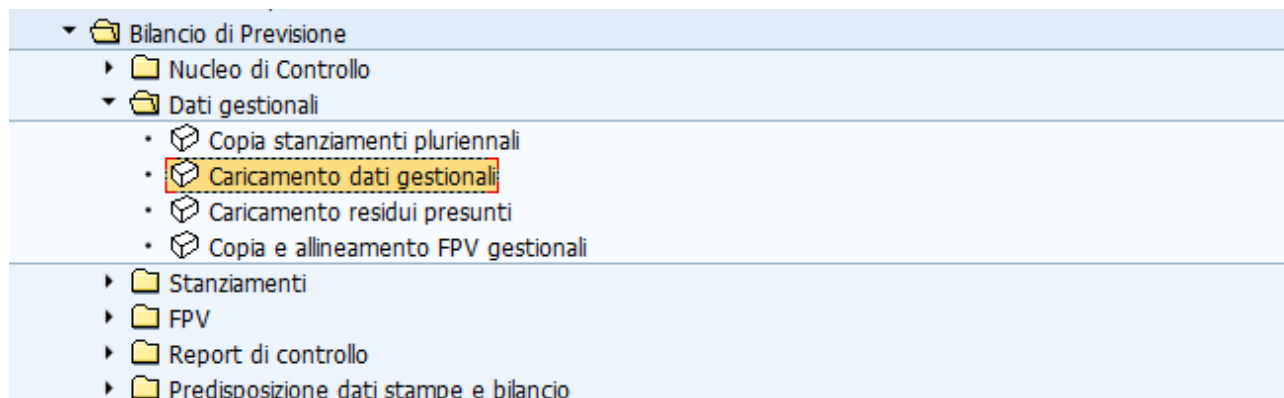 Bilancio di Previsione
Nucleo di Controllo
Dati gestionali
Copia stanziamenti pluriennali
Caricamento dati gestionali
Caricamento residui presunti
Copia e allineamento FPV gestionali
Stanziamenti
FPV
Report di controllo
Predisposizione dati stampe e bilancio